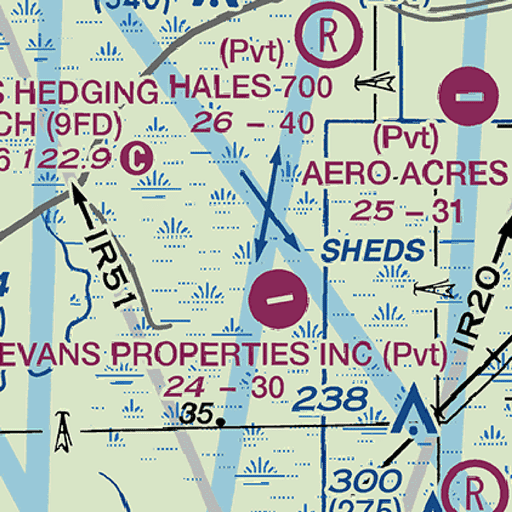 (Pvt)
R
S HEDGING
HALES 700
CH (9FD)
26 - 40
(Pvt)
6 122.9 C
AERO ACRES
25 - 31
IR51
SHEDS
IR20
EVANS PROPERTIES INC (Pvt)
24 - 30
35
238
300
(275)
R